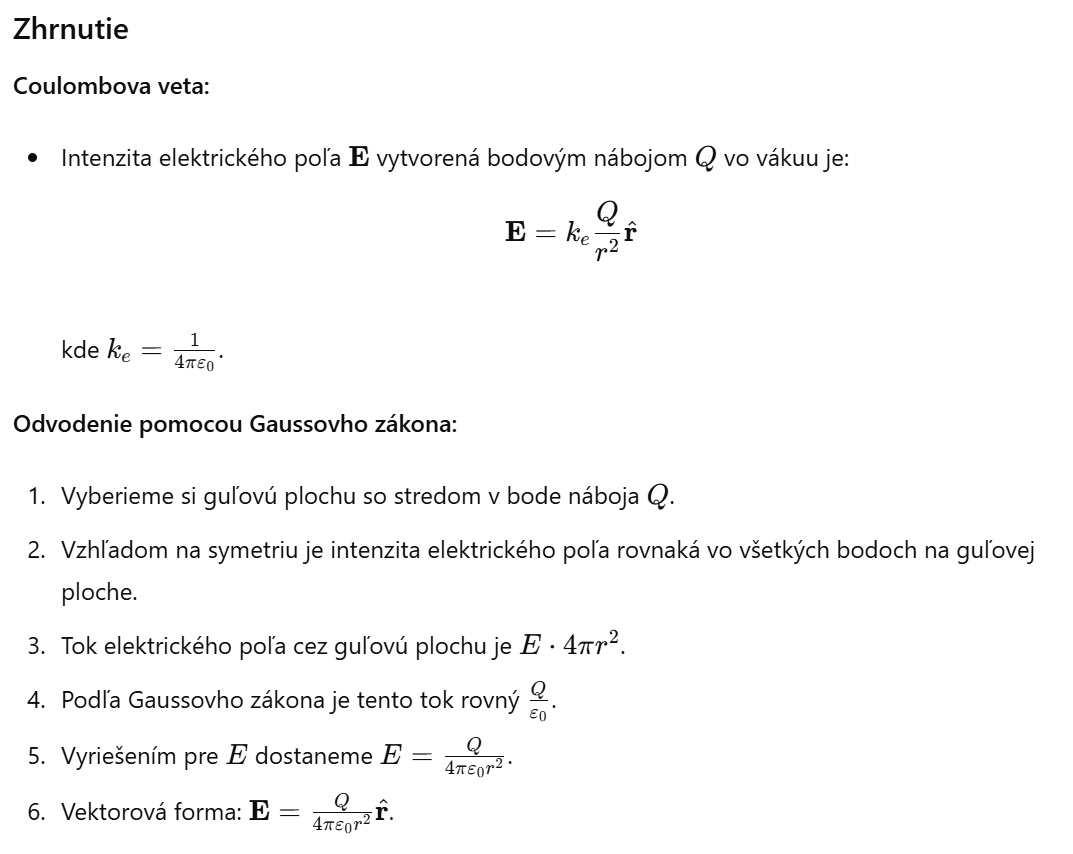 Zhrnutie
Coulombova veta:
• Intenzita elektrického poľa E vytvorená bodovým nábojom Q vo vákuu je:
E = kₑ Q/r² r̂
kde kₑ = 1/(4πε₀).
Odvodenie pomocou Gaussovho zákona:
1. Vyberieme si guľovú plochu so stredom v bode náboja Q.
2. Vzhľadom na symetriu je intenzita elektrického poľa rovnaká vo všetkých bodoch na guľovej
ploche.
3. Tok elektrického poľa cez guľovú plochu je E · 4πr².
4. Podľa Gaussovho zákona je tento tok rovný Q/ε₀.
5. Vyriešením pre E dostaneme E = Q/(4πε₀r²).
6. Vektorová forma: E = Q/(4πε₀r²) r̂.